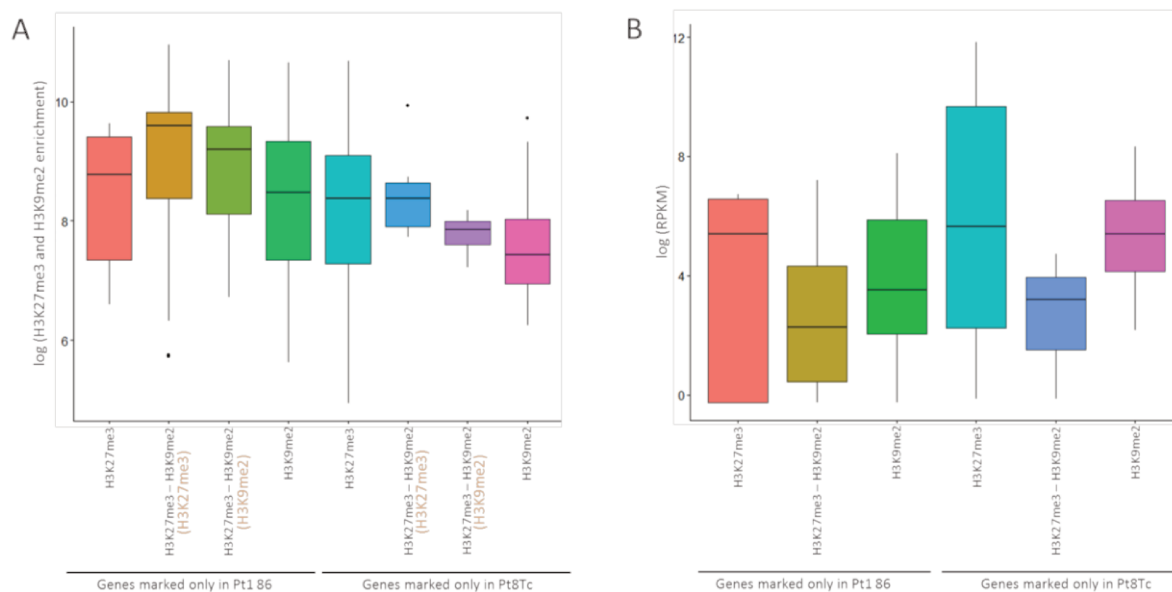 A
log (H3K27me3 and H3K9me2 enrichment)
10
8
6
H3K27me3
H3K27me3 – H3K9me2
(H3K27me3)
H3K27me3 – H3K9me2
(H3K9me2)
H3K9me2
H3K27me3
H3K27me3 – H3K9me2
(H3K27me3)
H3K27me3 – H3K9me2
(H3K9me2)
H3K9me2
Genes marked only in Pt1 86
Genes marked only in Pt8Tc
B
log (RPKM)
12
8
4
0
H3K27me3
H3K27me3 – H3K9me2
H3K9me2
H3K27me3
H3K27me3 – H3K9me2
H3K9me2
Genes marked only in Pt1 86
Genes marked only in Pt8Tc